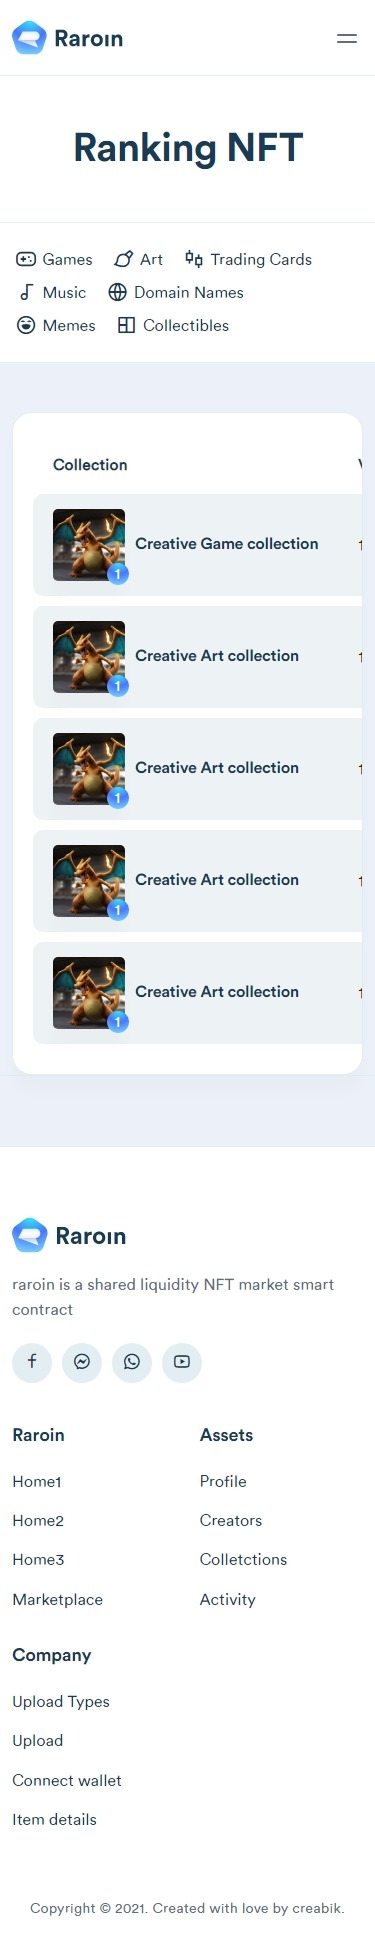 Raroin
Ranking NFT
Games Art Trading Cards
Music Domain Names
Memes Collectibles
Collection
Creative Game collection
1
Creative Art collection
1
Creative Art collection
1
Creative Art collection
1
Creative Art collection
1
Raroin
raroin is a shared liquidity NFT market smart
contract
Raroin
Home1
Home2
Home3
Marketplace
Assets
Profile
Creators
Colletctions
Activity
Company
Upload Types
Upload
Connect wallet
Item details
Copyright © 2021. Created with love by creabik.